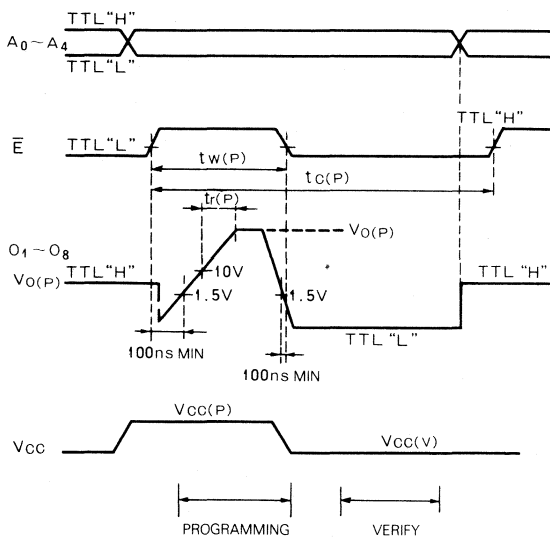 TTL“H”
A0～A4
TTL“L”
TTL“H”
E̅
TTL“L”
tw(P)
tc(P)
tr(P)
VO(P)
O1～O8
TTL“H”
10V
TTL “H”
VO(P)
1.5V
1.5V
TTL “L”
100ns MIN
100ns MIN
VCC(P)
VCC
VCC(V)
PROGRAMMING
VERIFY